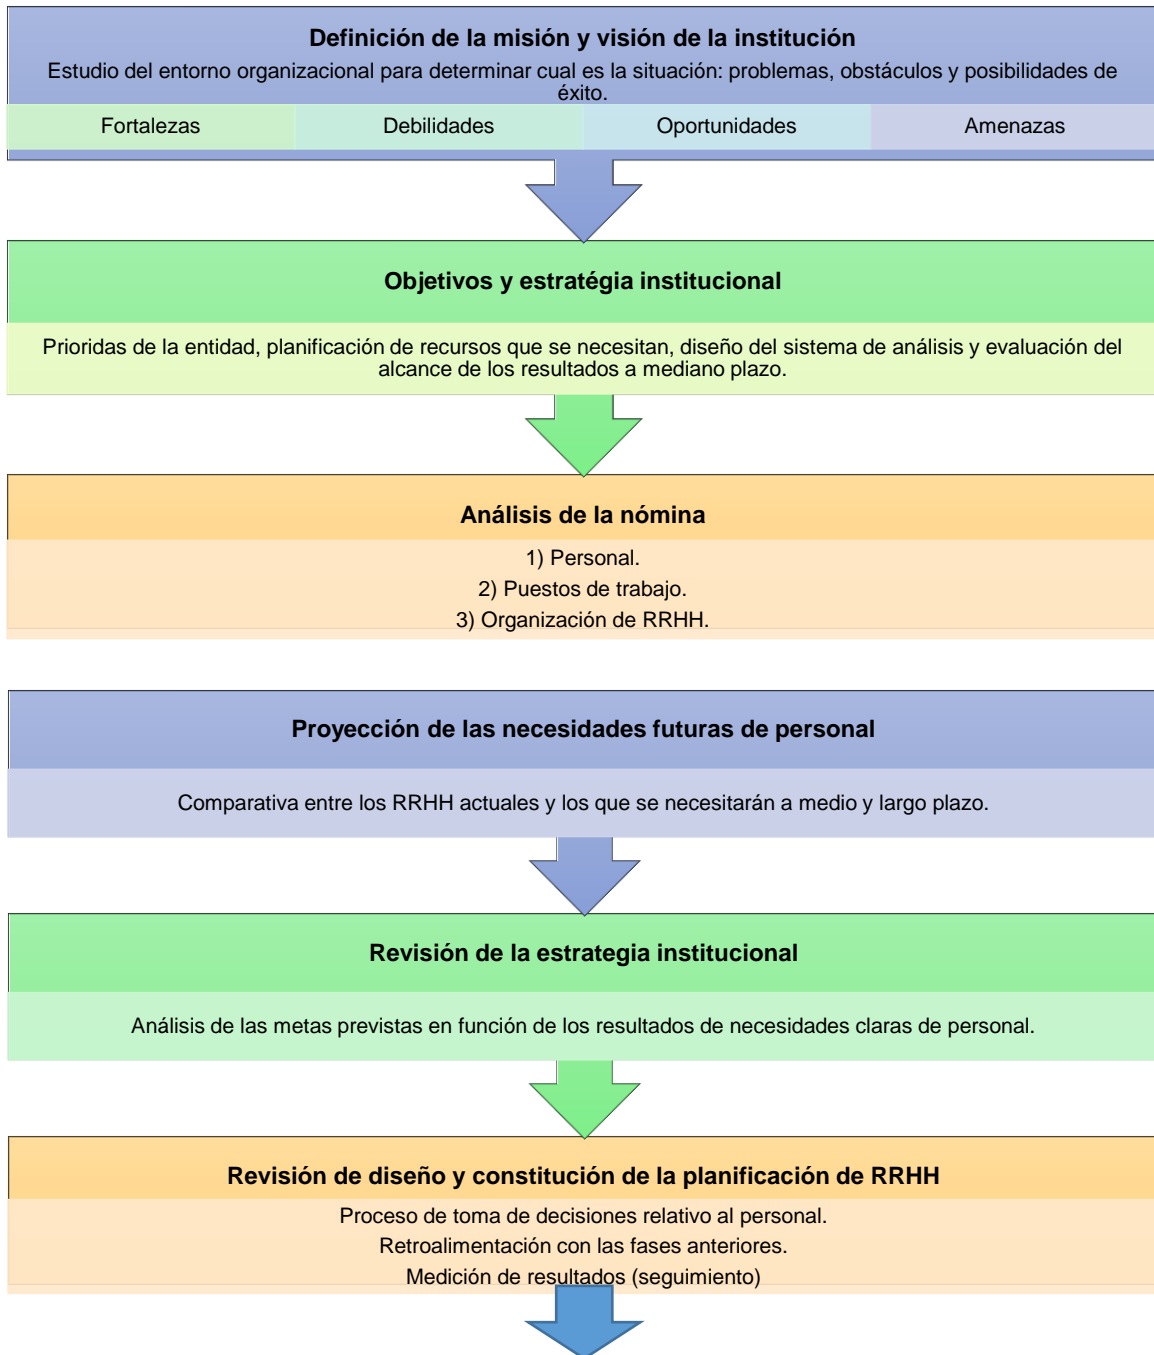 Definición de la misión y visión de la institución
Estudio del entorno organizacional para determinar cual es la situación: problemas, obstáculos y posibilidades de
éxito.
Fortalezas
Debilidades
Oportunidades
Amenazas
Objetivos y estratégia institucional
Prioridas de la entidad, planificación de recursos que se necesitan, diseño del sistema de análisis y evaluación del
alcance de los resultados a mediano plazo.
Análisis de la nómina
1) Personal.
2) Puestos de trabajo.
3) Organización de RRHH.
Proyección de las necesidades futuras de personal
Comparativa entre los RRHH actuales y los que se necesitarán a medio y largo plazo.
Revisión de la estrategia institucional
Análisis de las metas previstas en función de los resultados de necesidades claras de personal.
Revisión de diseño y constitución de la planificación de RRHH
Proceso de toma de decisiones relativo al personal.
Retroalimentación con las fases anteriores.
Medición de resultados (seguimiento)